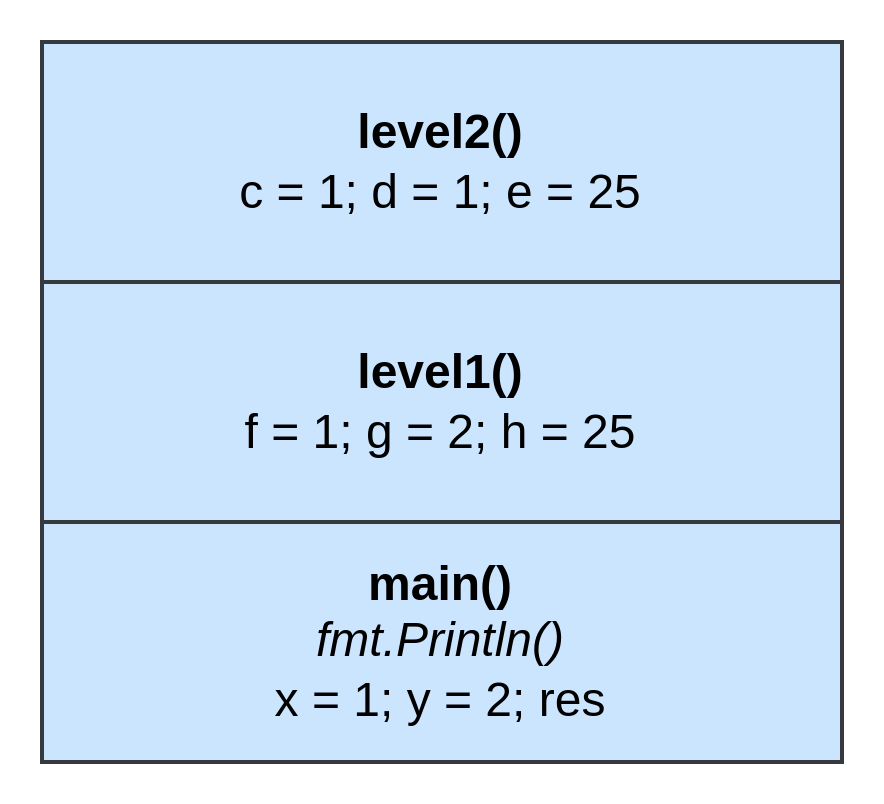 level2()
c = 1; d = 1; e = 25
level1()
f = 1; g = 2; h = 25
main()
fmt.Println()
x = 1; y = 2; res